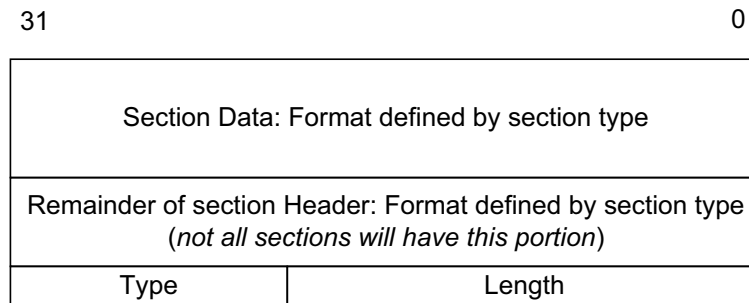 31 0
Section Data: Format defined by section type
Remainder of section Header: Format defined by section type
(not all sections will have this portion)
Type Length